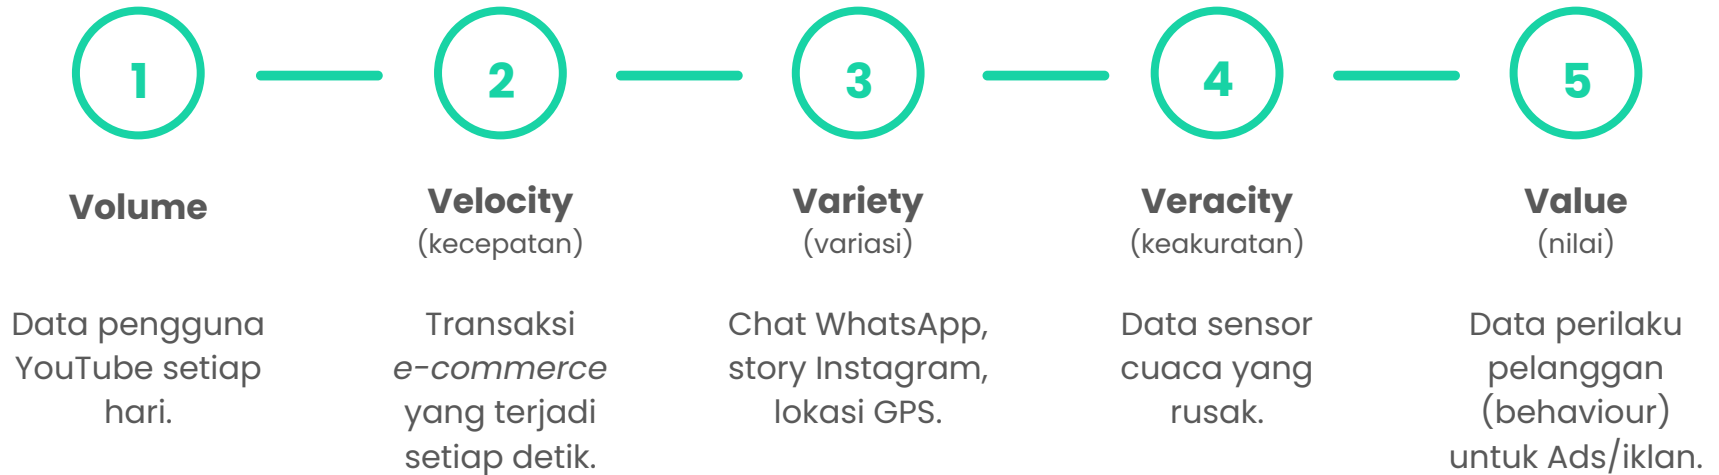 1
2
3
4
5
Volume
Data pengguna
YouTube setiap
hari.
Velocity
(kecepatan)
Transaksi
e-commerce
yang terjadi
setiap detik.
Variety
(variasi)
Chat WhatsApp,
story Instagram,
lokasi GPS.
Veracity
(keakuratan)
Data sensor
cuaca yang
rusak.
Value
(nilai)
Data perilaku
pelanggan
(behaviour)
untuk Ads/iklan.